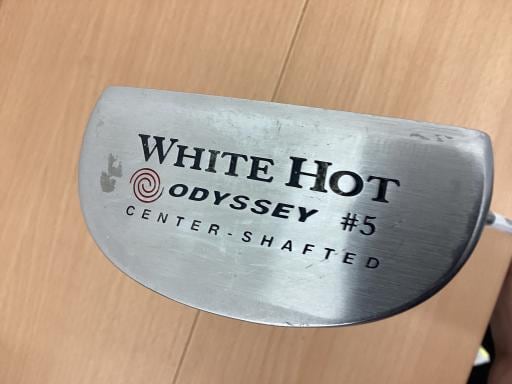 WHITE HOT
ODYSSEY #5
CENTER-SHAFTED